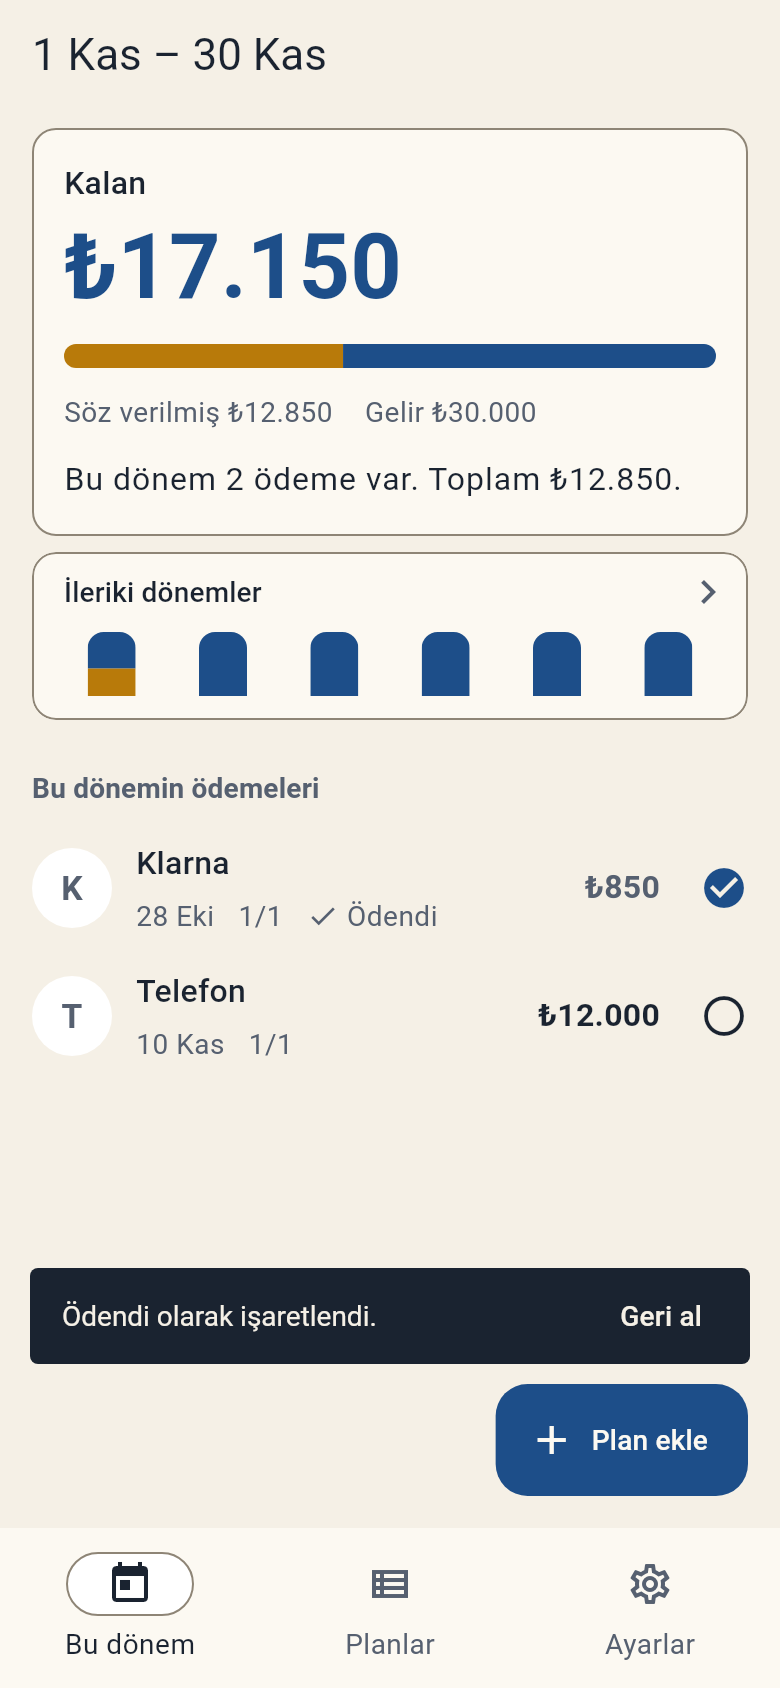 1 Kas – 30 Kas
Kalan
₺17.150
Söz verilmiş ₺12.850 Gelir ₺30.000
Bu dönem 2 ödeme var. Toplam ₺12.850.
İleriki dönemler
Bu dönemin ödemeleri
K
Klarna
₺850
28 Eki 1/1 Ödendi
T
Telefon
₺12.000
10 Kas 1/1
Ödendi olarak işaretlendi. Geri al
Plan ekle
Bu dönem Planlar Ayarlar